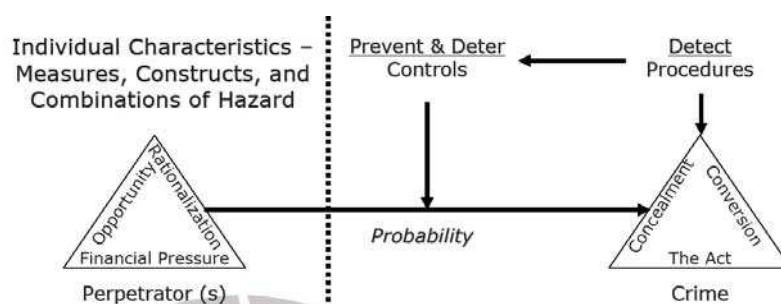 Individual Characteristics –
Measures, Constructs, and
Combinations of Hazard
Prevent & Deter
Controls
Detect
Procedures
Opportunity
Rationalization
Financial Pressure
Perpetrator (s)
Probability
Concealment
Conversion
The Act
Crime